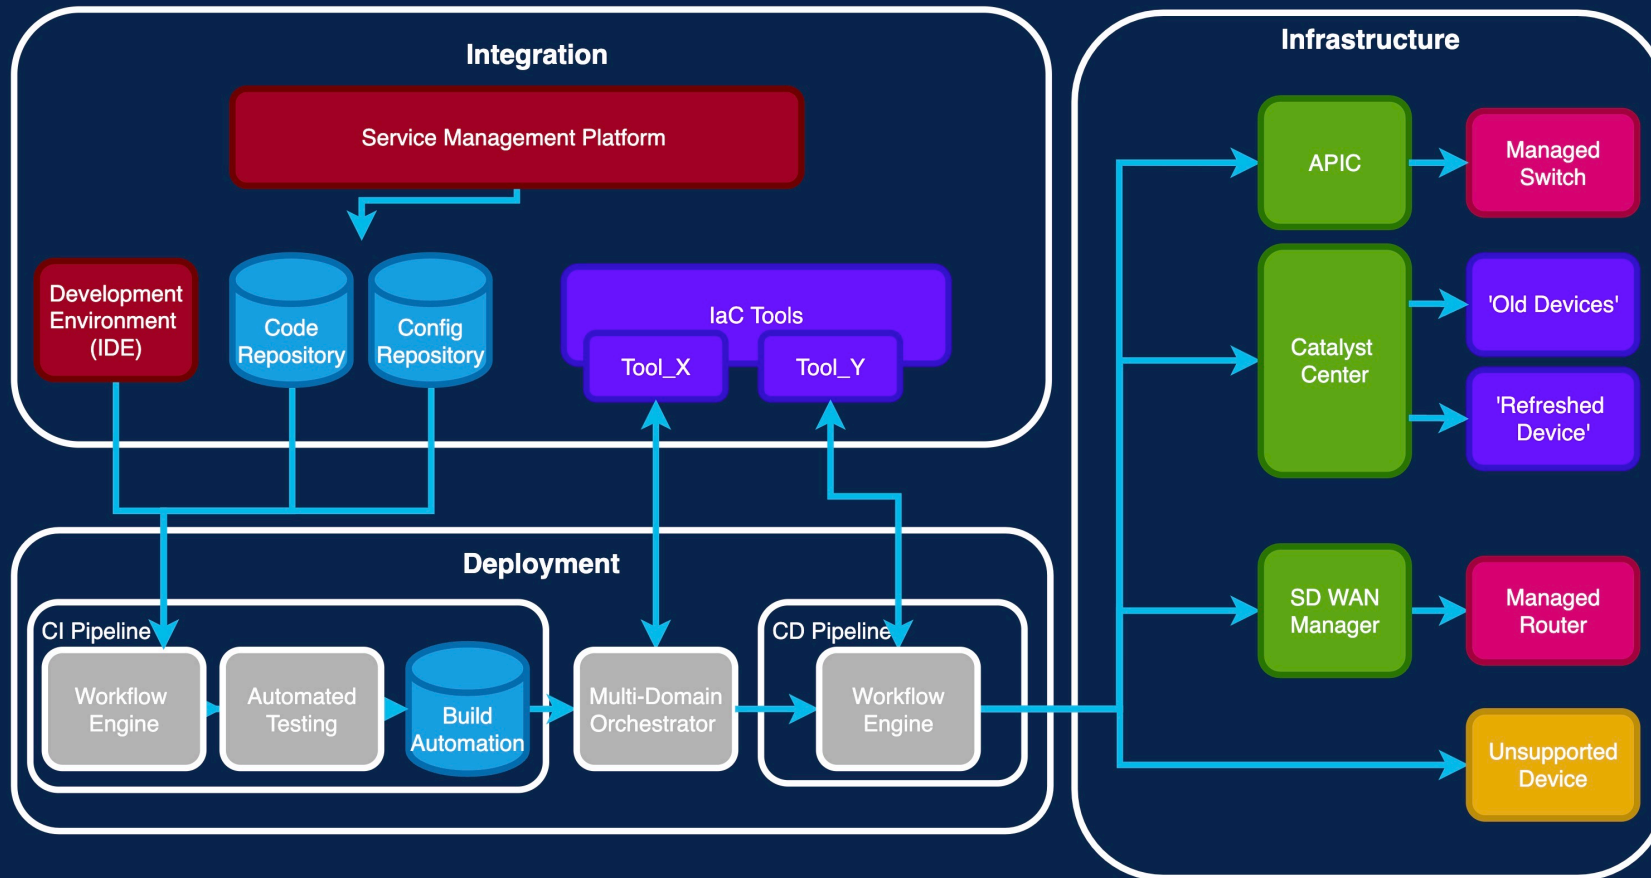 Integration
Service Management Platform
Development
Environment
(IDE)
Code
Repository
Config
Repository
IaC Tools
Tool_X
Tool_Y
Deployment
CI Pipeline
Workflow
Engine
Automated
Testing
Build
Automation
Multi-Domain
Orchestrator
CD Pipeline
Workflow
Engine
Infrastructure
APIC
Managed
Switch
Catalyst
Center
'Old Devices'
'Refreshed
Device'
SD WAN
Manager
Managed
Router
Unsupported
Device